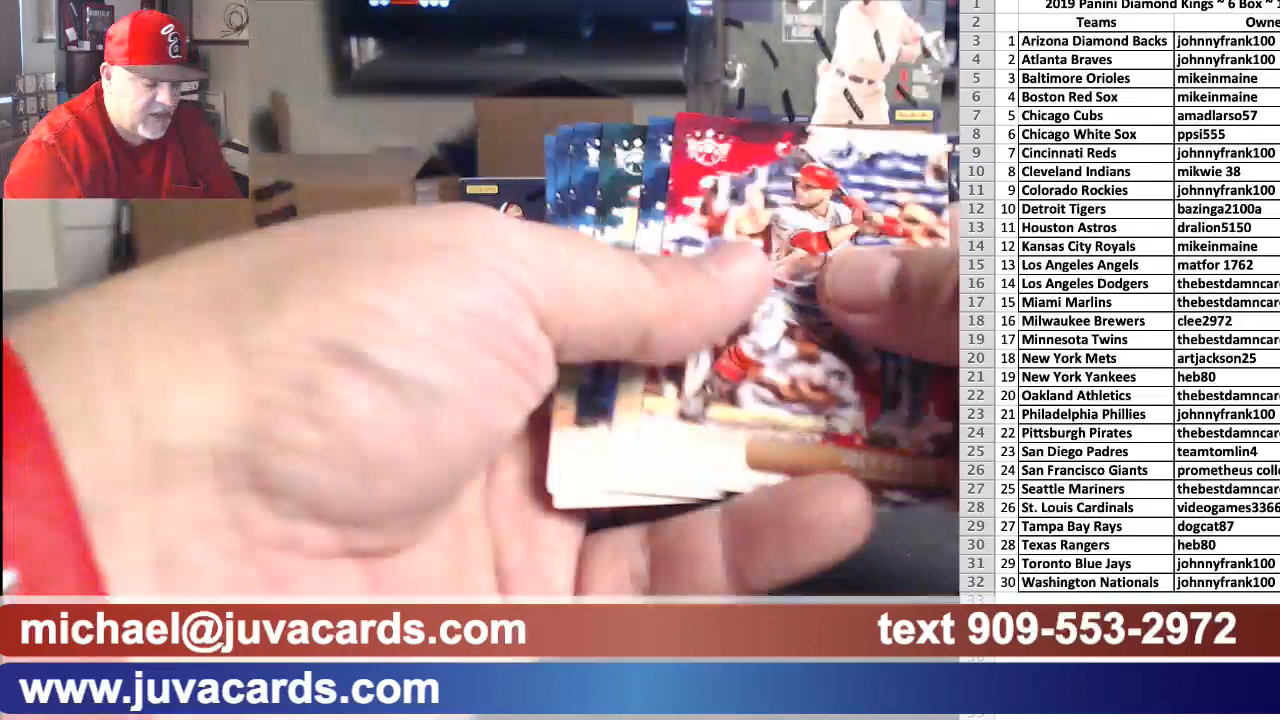 1 2019 Panini Diamond Kings ~ 6 Box ~
2 Teams Owne
3 1 Arizona Diamond Backs johnnyfrank100
4 2 Atlanta Braves johnnyfrank100
5 3 Baltimore Orioles mikeinmaine
6 4 Boston Red Sox mikeinmaine
7 5 Chicago Cubs amadlarso57
8 6 Chicago White Sox ppsi555
9 7 Cincinnati Reds johnnyfrank100
10 8 Cleveland Indians mikwie 38
11 9 Colorado Rockies johnnyfrank100
12 10 Detroit Tigers bazinga2100a
13 11 Houston Astros dralion5150
14 12 Kansas City Royals mikeinmaine
15 13 Los Angeles Angels matfor 1762
16 14 Los Angeles Dodgers thebestdamncar
17 15 Miami Marlins thebestdamncar
18 16 Milwaukee Brewers clee2972
19 17 Minnesota Twins thebestdamncar
20 18 New York Mets artjackson25
21 19 New York Yankees heb80
22 20 Oakland Athletics thebestdamncar
23 21 Philadelphia Phillies johnnyfrank100
24 22 Pittsburgh Pirates thebestdamncar
25 23 San Diego Padres teamtomlin4
26 24 San Francisco Giants prometheus colle
27 25 Seattle Mariners thebestdamncar
28 26 St. Louis Cardinals videogames3366
29 27 Tampa Bay Rays dogcat87
30 28 Texas Rangers heb80
31 29 Toronto Blue Jays johnnyfrank100
32 30 Washington Nationals johnnyfrank100
michael@juvacards.com text 909-553-2972
www.juvacards.com